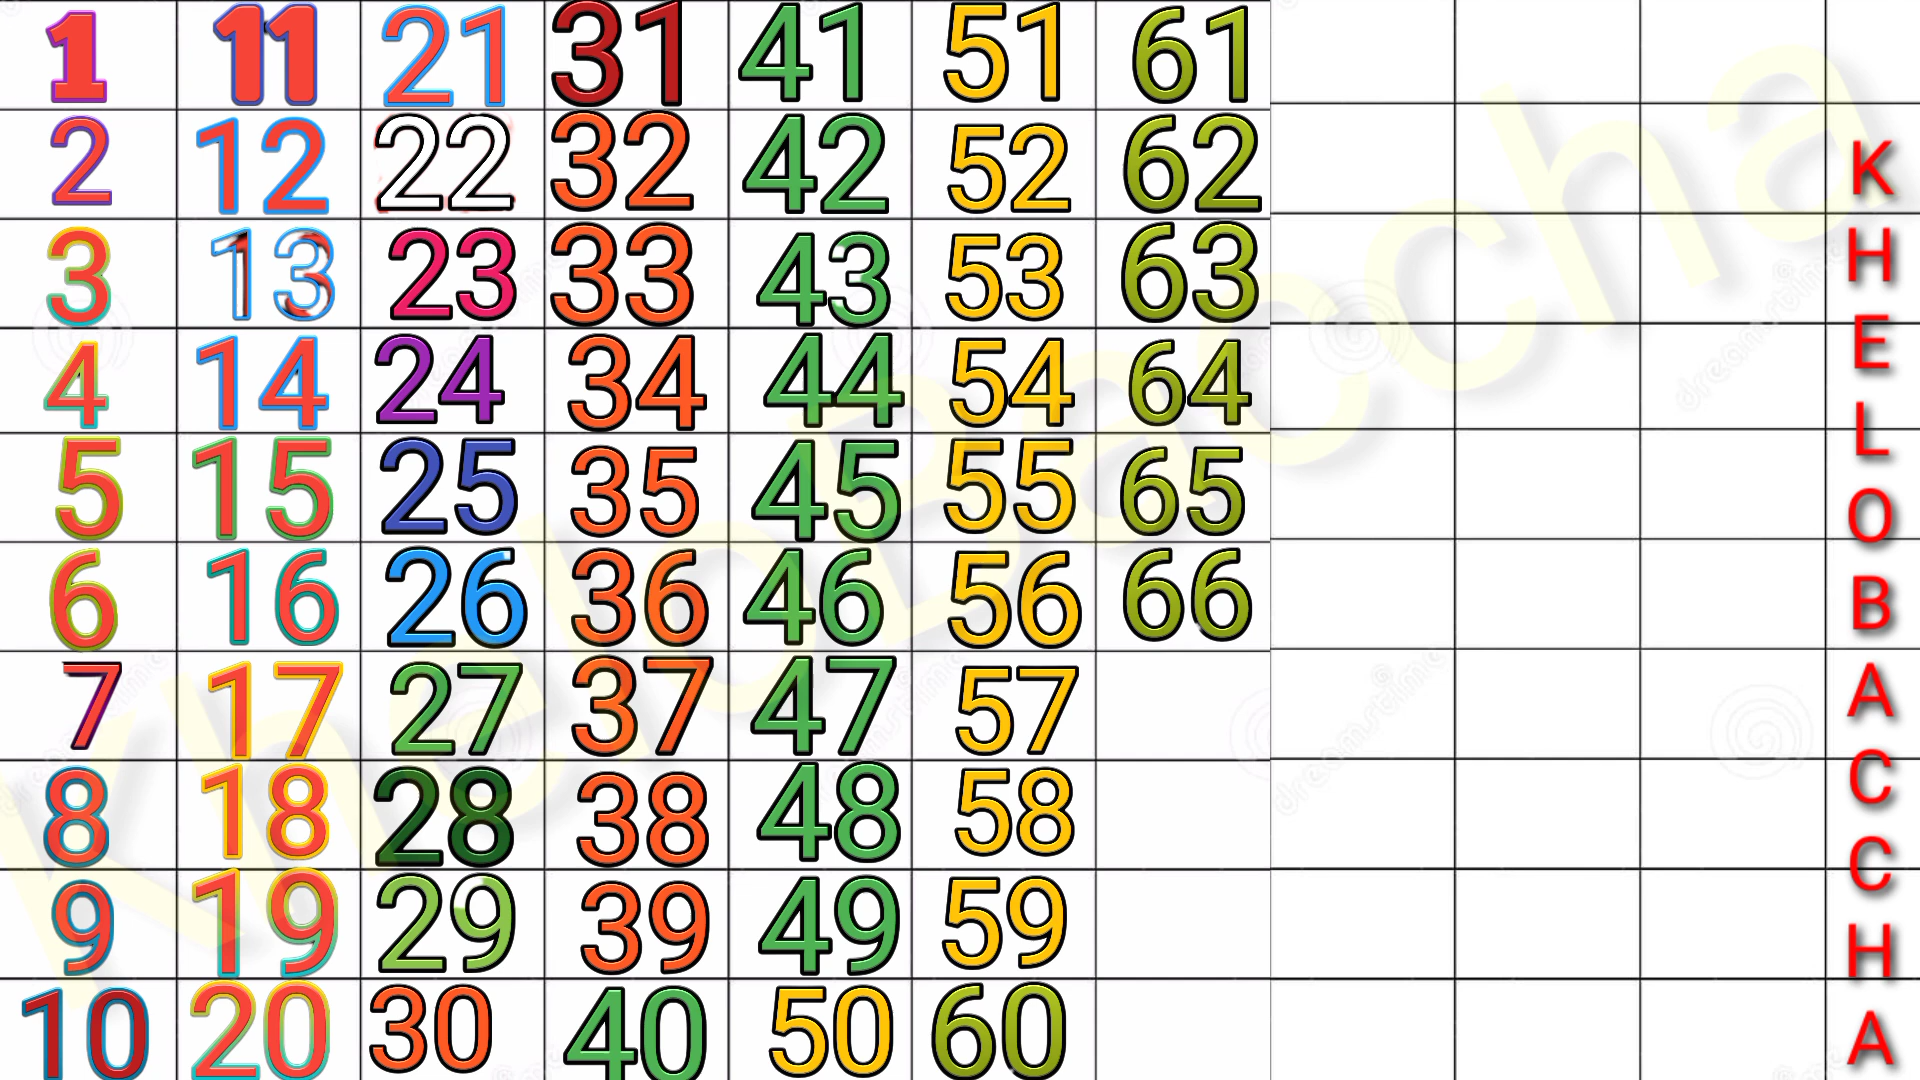 1 11 21 31 41 51 61
2 12 22 32 42 52 62
3 13 23 33 43 53 63
4 14 24 34 44 54 64
5 15 25 35 45 55 65
6 16 26 36 46 56 66
7 17 27 37 47 57
8 18 28 38 48 58
9 19 29 39 49 59
10 20 30 40 50 60
KHELOBACCHA
KheloBaccha
dreamstime